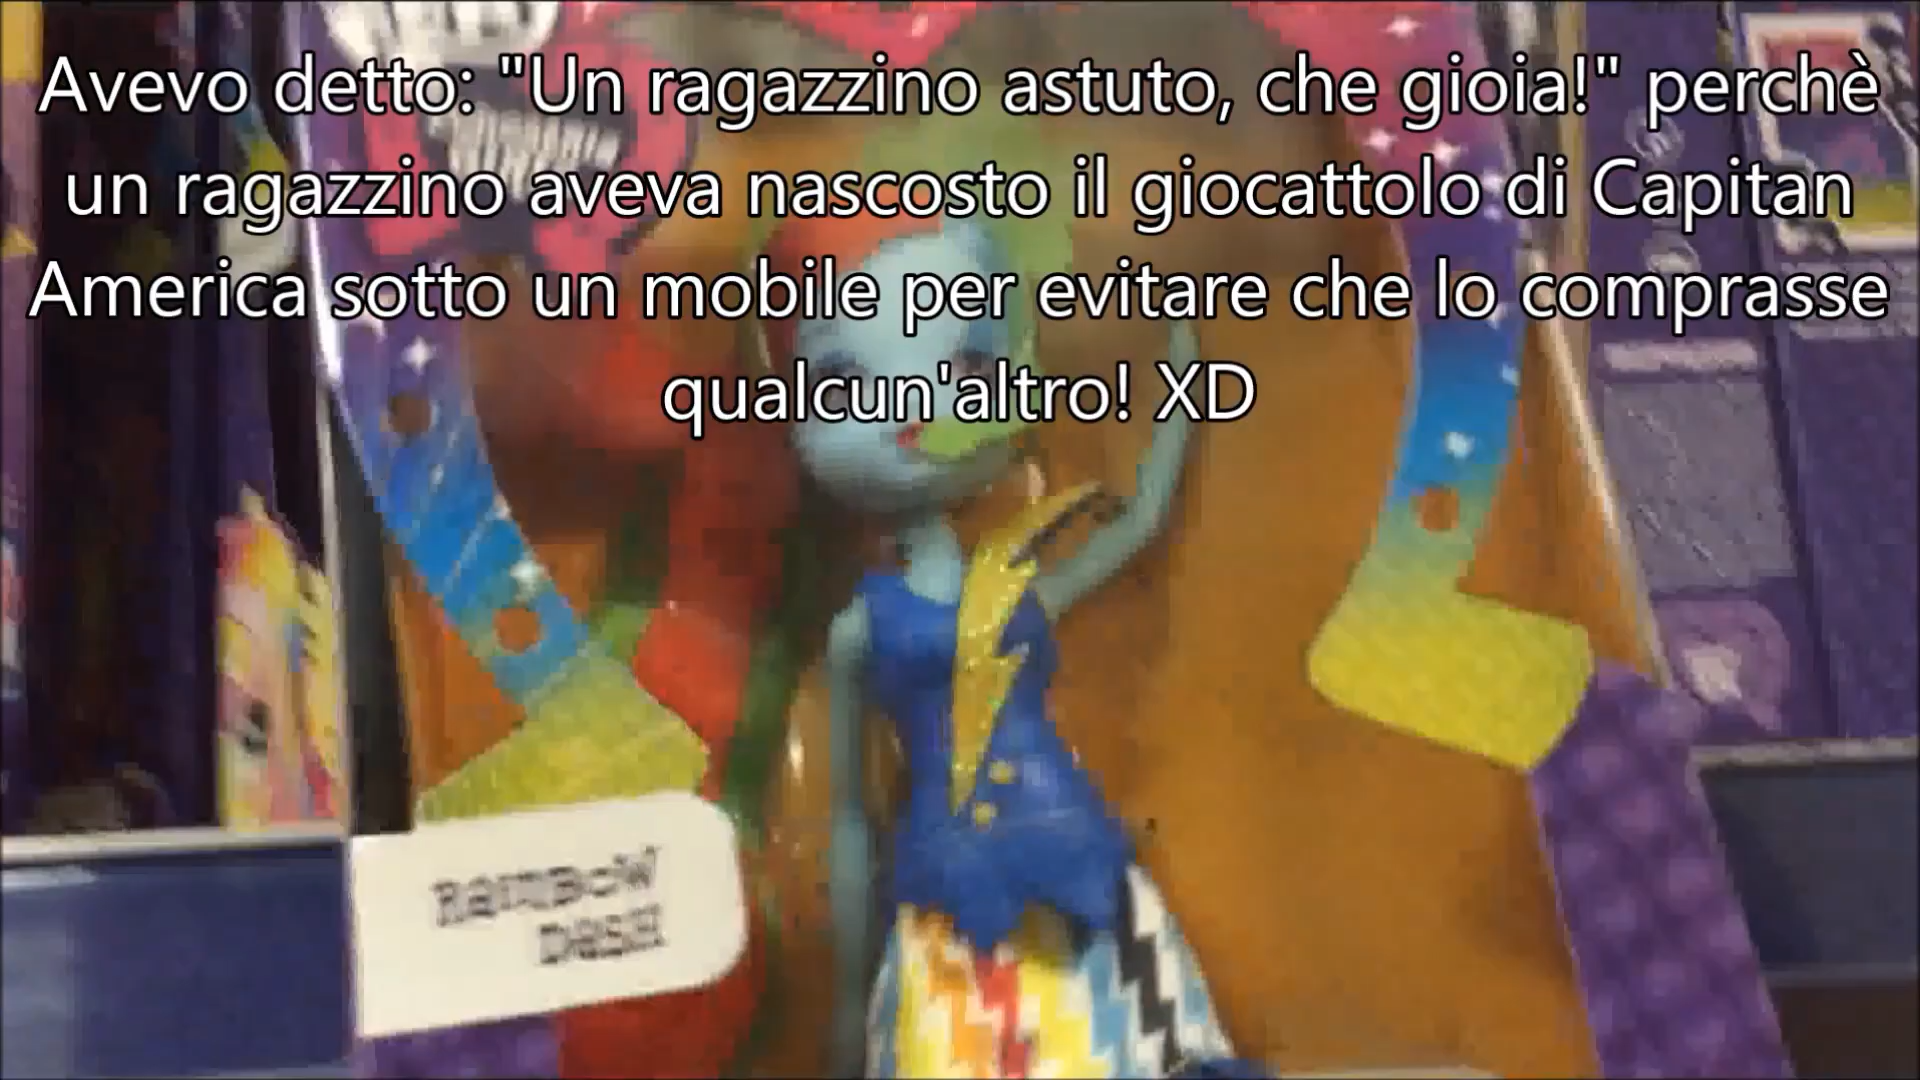 Avevo detto: "Un ragazzino astuto, che gioia!" perchè
un ragazzino aveva nascosto il giocattolo di Capitan
America sotto un mobile per evitare che lo comprasse
qualcun'altro! XD
RAINBOW
DASH